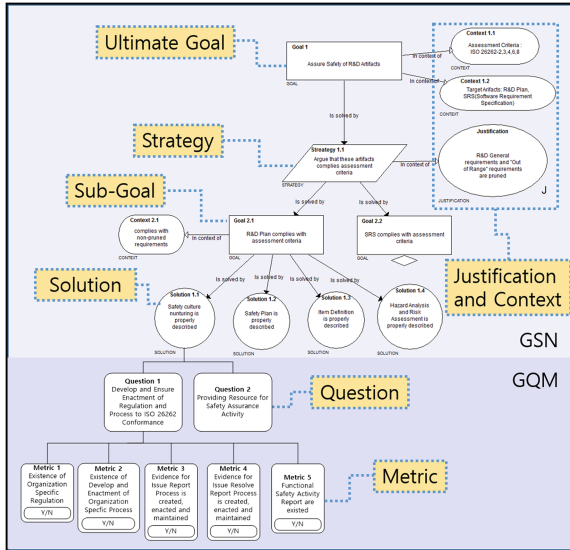 Ultimate Goal
Goal 1
Assure Safety of R&D Artifacts
GOAL
In context of
Context 1.1
Assessment Criteria :
ISO 26262-2,3,4,6,8
CONTEXT
In context of
Context 1.2
Target Artifacts: R&D Plan,
SRS(Software Requirement
Specification)
CONTEXT
Is solved by
Strategy
Streategy 1.1
Argue that these artifacts
complies assessment
criteria
STRATEGY
In context of
Justification
R&D General
requirements and "Out
of Range" requirements
are pruned
J
JUSTIFICATION
Is solved by
Is solved by
Sub-Goal
Context 2.1
complies with
non-pruned
requirements
CONTEXT
In context of
Goal 2.1
R&D Plan complies with
assessment criteria
GOAL
Goal 2.2
SRS complies with assessment
criteria
GOAL
Justification
and Context
Is solved by
Is solved by
Is solved by
Is solved by
Solution
Solution 1.1
Safety culture
nunturing is
properly
described
SOLUTION
Solution 1.2
Safety Plan is
properly
described
SOLUTION
Solution 1.3
Item Definition is
properly
described
SOLUTION
Solution 1.4
Hazard Analysis
and Risk
Assessment is
properly described
SOLUTION
GSN
GQM
Question 1
Develop and Ensure
Enactment of
Regulation and
Process to ISO 26262
Conformance
Question 2
Providing Resource for
Safety Assurance
Activity
Question
Metric 1
Existence of
Organization
Specific
Regulation
Y/N
Metric 2
Existence of
Develop and
Enactment of
Organization
Specfic Process
Y/N
Metric 3
Evidence for
Issue Report
Process is
created,
enacted and
maintained
Y/N
Metric 4
Evidence for
Issue Resolve
Report Process
is created,
enacted and
maintained
Y/N
Metric 5
Functional
Safety Activity
Report are
existed
Y/N
Metric